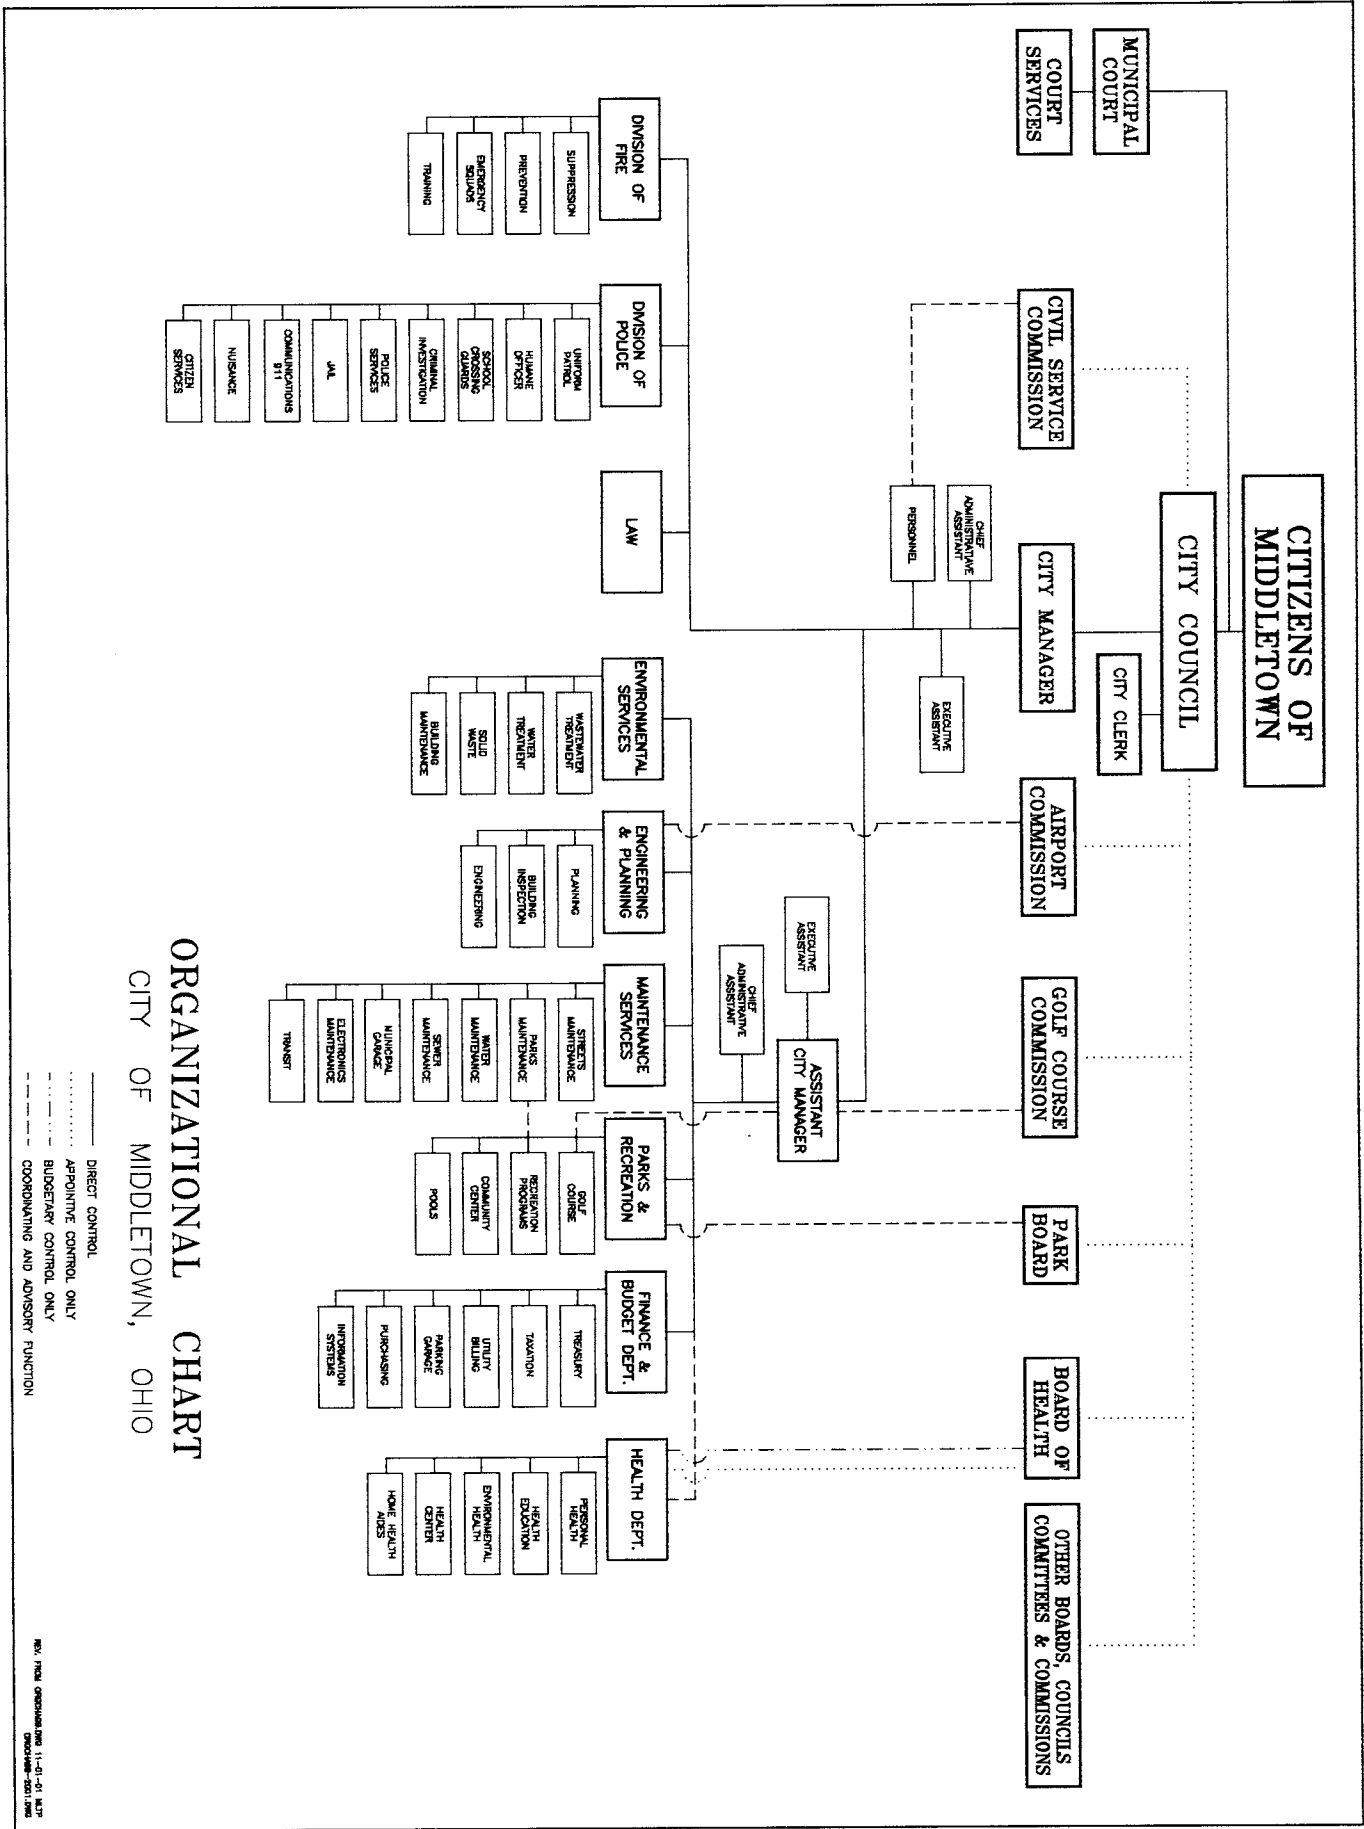 CITIZENS OF
MIDDLETOWN
CITY COUNCIL
CITY CLERK
MUNICIPAL
COURT
COURT
SERVICES
CIVIL SERVICE
COMMISSION
CITY MANAGER
AIRPORT
COMMISSION
GOLF COURSE
COMMISSION
PARK
BOARD
BOARD OF
HEALTH
OTHER BOARDS, COUNCILS
COMMITTEES & COMMISSIONS
CHIEF
ADMINISTRATIAVE
ASSISTANT
PERSONNEL
EXECUTIVE
ASSISTANT
EXECUTIVE
ASSISTANT
ASSISTANT
CITY MANAGER
CHIEF
ADMINISTRATIVE
ASSISTANT
DIVISION OF
FIRE
SUPPRESSION
PREVENTION
EMERGENCY
SQUADS
TRAINING
DIVISION OF
POLICE
UNIFORM
PATROL
HUMANE
OFFICER
SCHOOL
CROSSING
GUARDS
CRIMINAL
INVESTIGATION
POLICE
SERVICES
JAIL
COMMUNICATIONS
911
NUISANCE
CITIZEN
SERVICES
LAW
ENVIRONMENTAL
SERVICES
WASTEWATER
TREATMENT
WATER
TREATMENT
SOLID
WASTE
BUILDING
MAINTENANCE
ENGINEERING
& PLANNING
PLANNING
BUILDING
INSPECTION
ENGINEERING
MAINTENANCE
SERVICES
STREETS
MAINTENANCE
PARKS
MAINTENANCE
WATER
MAINTENANCE
SEWER
MAINTENANCE
MUNICIPAL
GARAGE
ELECTRONICS
MAINTENANCE
TRANSIT
PARKS &
RECREATION
GOLF
COURSE
RECREATION
PROGRAMS
COMMUNITY
CENTER
POOLS
FINANCE &
BUDGET DEPT.
TREASURY
TAXATION
UTILITY
BILLING
PARKING
GARAGE
PURCHASING
INFORMATION
SYSTEMS
HEALTH DEPT.
PERSONAL
HEALTH
HEALTH
EDUCATION
ENVIRONMENTAL
HEALTH
HEALTH
CENTER
HOME HEALTH
AIDES
ORGANIZATIONAL CHART
CITY OF MIDDLETOWN, OHIO
DIRECT CONTROL
APPOINTIVE CONTROL ONLY
BUDGETARY CONTROL ONLY
COORDINATING AND ADVISORY FUNCTION
REV. FROM 11-01-01